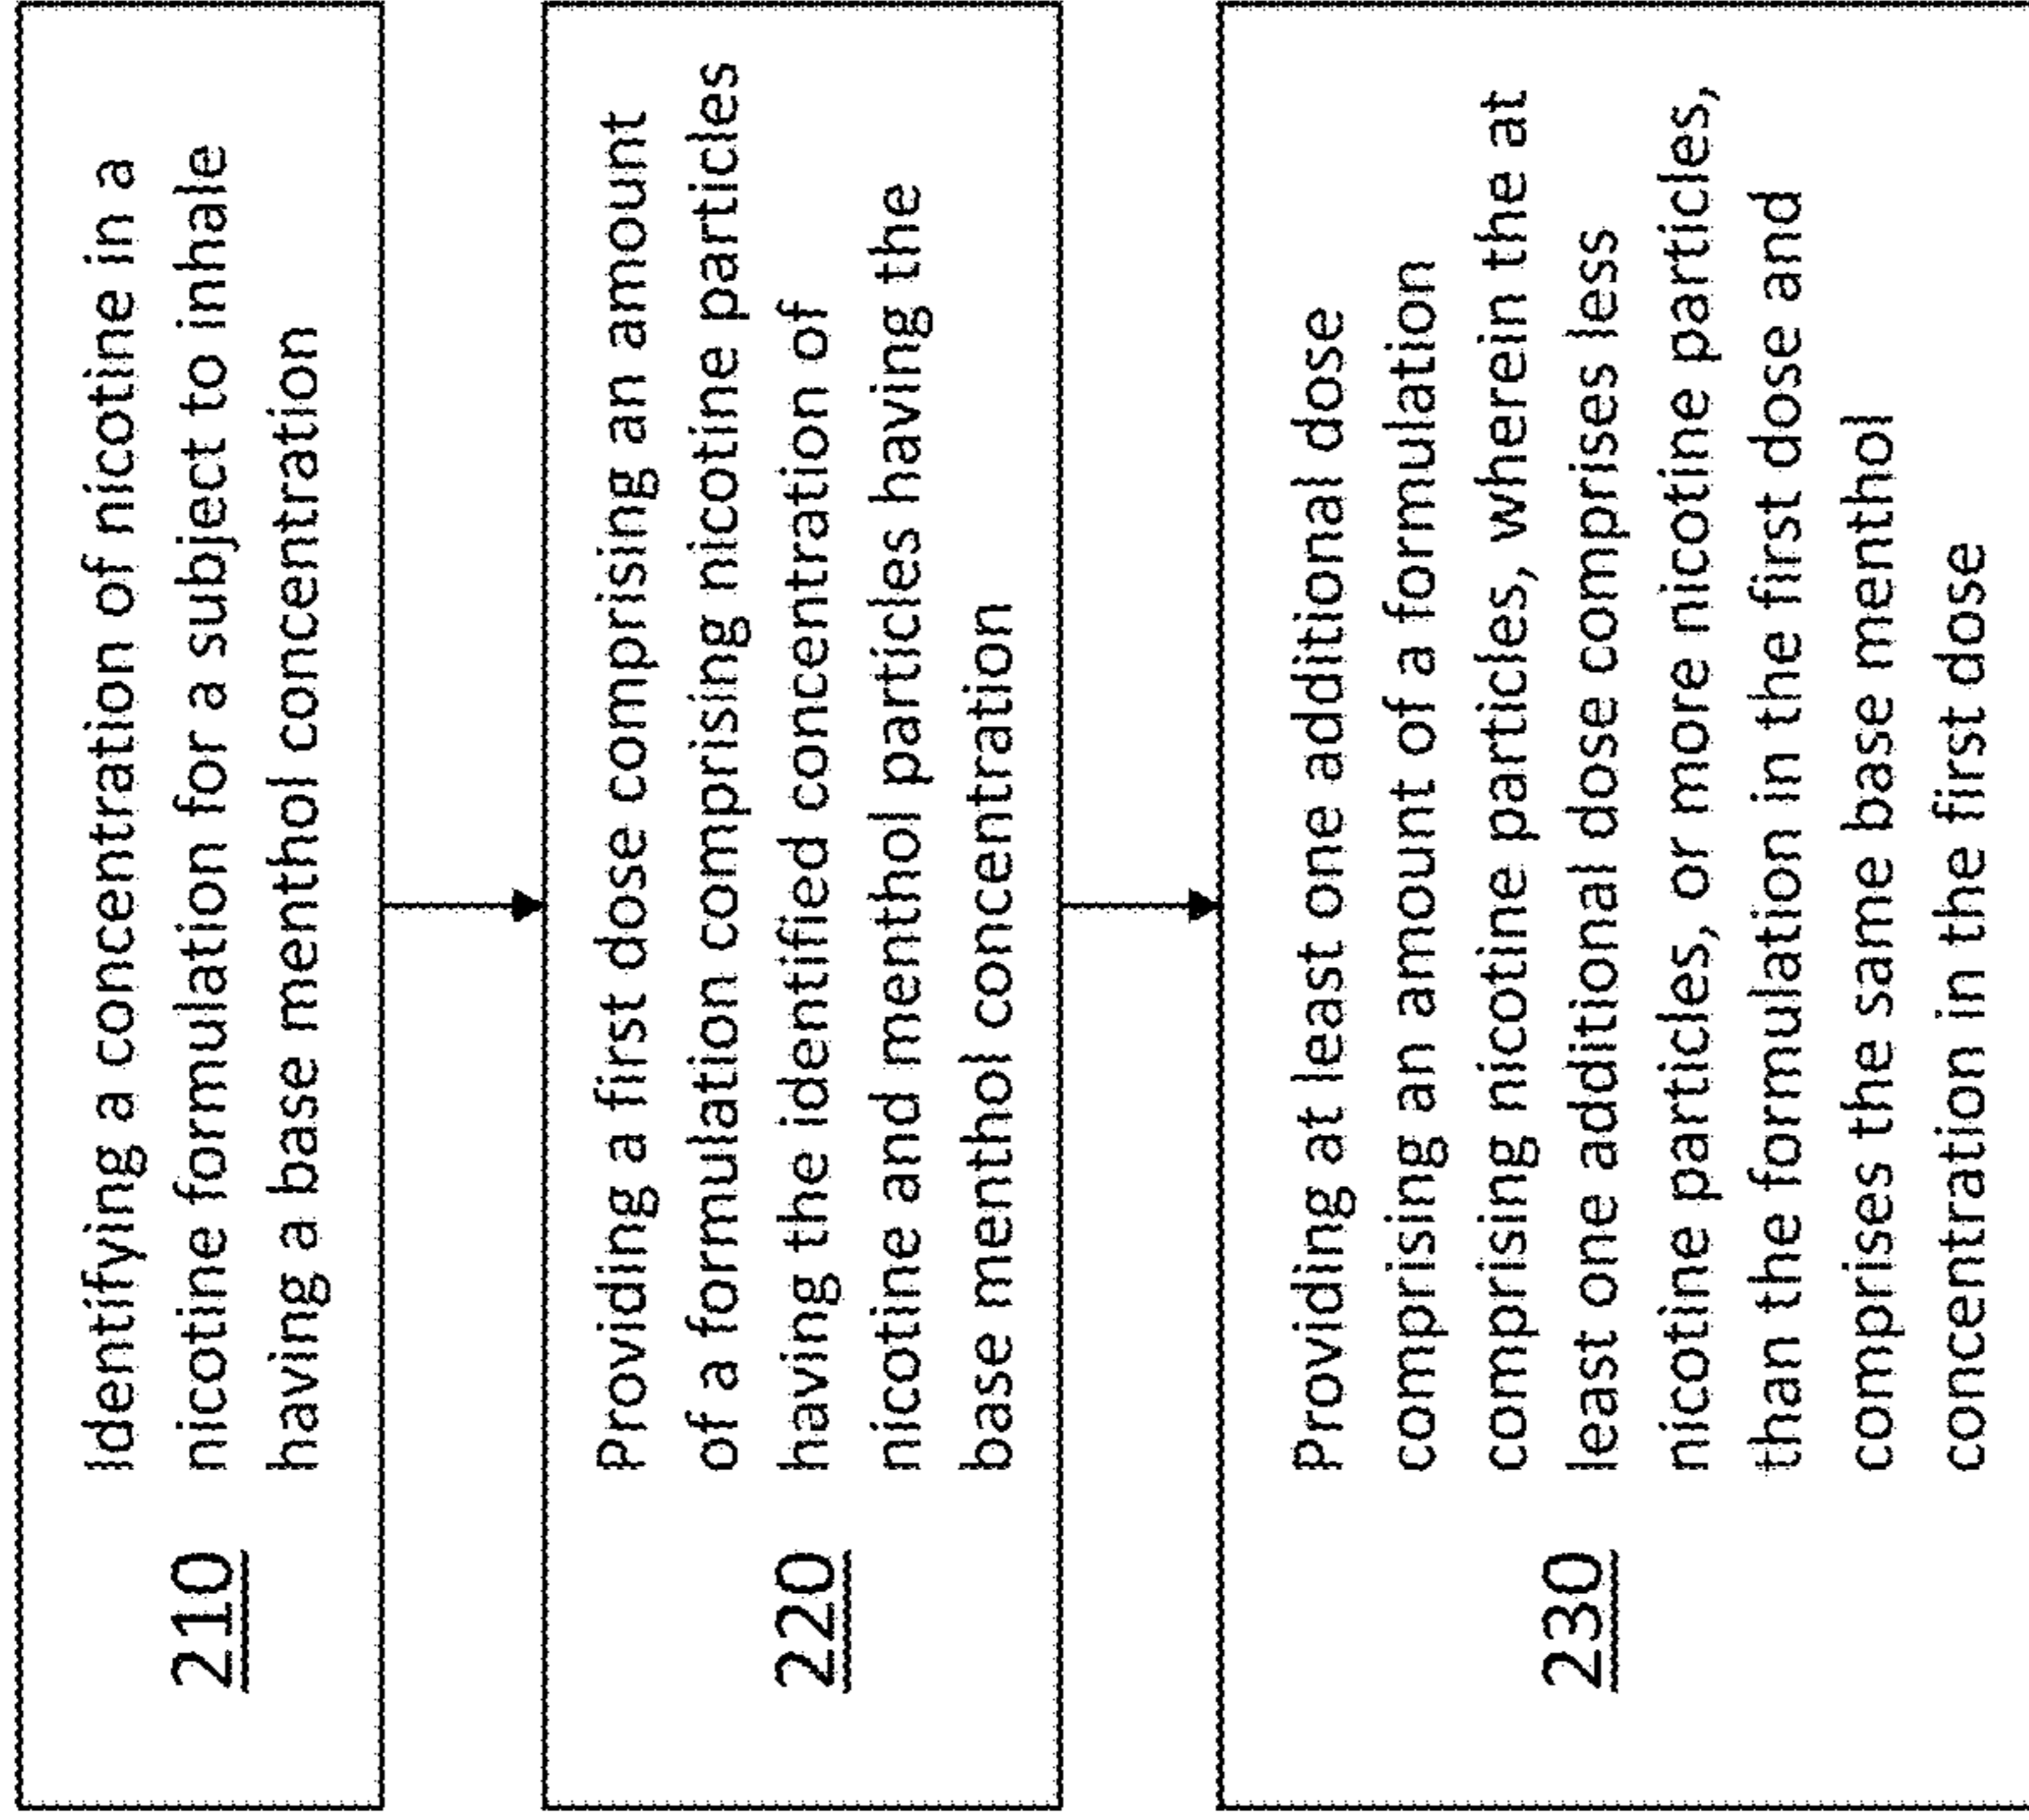 210
Identifying a concentration of nicotine in a
nicotine formulation for a subject to inhale
having a base menthol concentration
220
Providing a first dose comprising an amount
of a formulation comprising nicotine particles
having the identified concentration of
nicotine and menthol particles having the
base menthol concentration
230
Providing at least one additional dose
comprising an amount of a formulation
comprising nicotine particles, wherein the at
least one additional dose comprises less
nicotine particles, or more nicotine particles,
than the formulation in the first dose and
comprises the same base menthol
concentration in the first dose